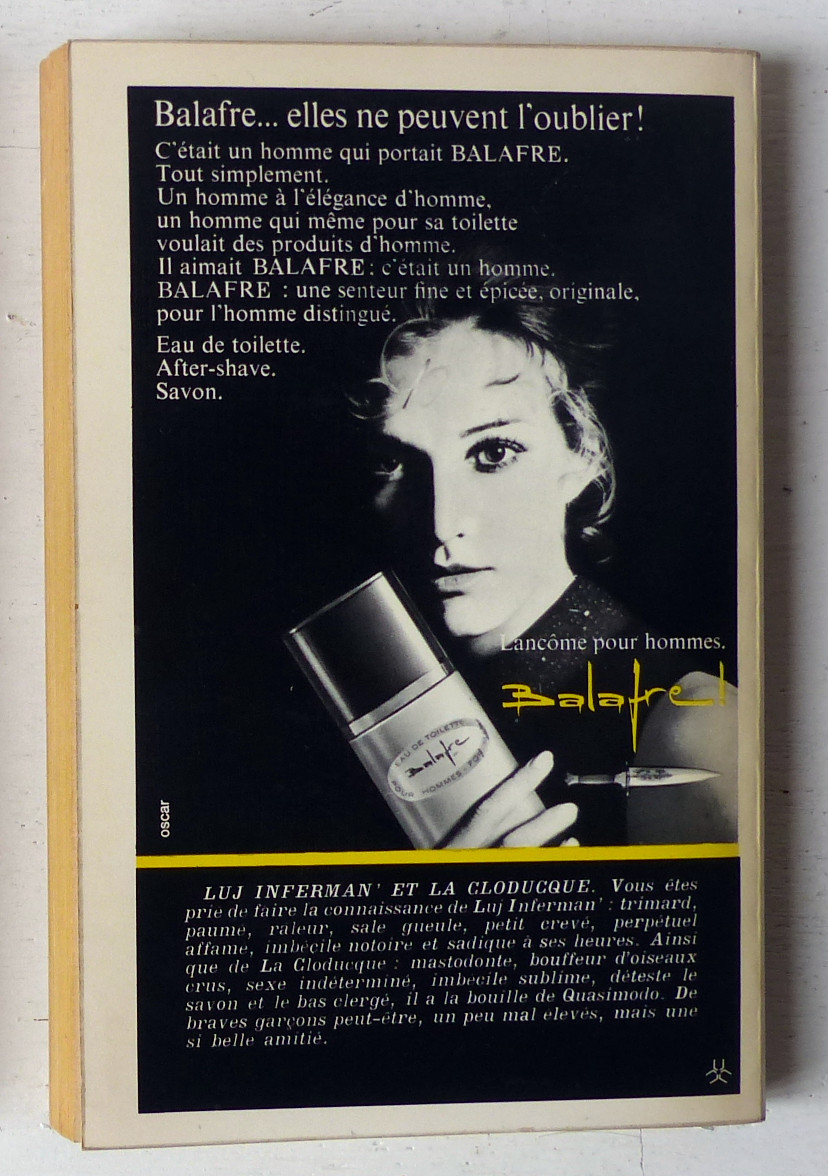 Balafre... elles ne peuvent l'oublier!
C'était un homme qui portait BALAFRE.
Tout simplement.
Un homme à l'élégance d'homme,
un homme qui même pour sa toilette
voulait des produits d'homme.
Il aimait BALAFRE : c'était un homme.
BALAFRE : une senteur fine et épicée, originale,
pour l'homme distingué.
Eau de toilette.
After-shave.
Savon.
Lancôme pour hommes.
Balafre!
EAU DE TOILETTE
Balafre
POUR HOMMES
oscar
LUJ INFERMAN' ET LA CLODUCQUE. Vous êtes
prie de faire la connaissance de Luj Inferman' : trimard,
paume, raleur, sale gueule, petit crevé, perpétuel
affame, imbécile notoire et sadique à ses heures. Ainsi
que de La Cloducque : mastodonte, bouffeur d'oiseaux
crus, sexe indéterminé, imbecile sublime, déteste le
savon et le bas clergé, il a la bouille de Quasimodo. De
braves garçons peut-être, un peu mal elevés, mais une
si belle amitié.